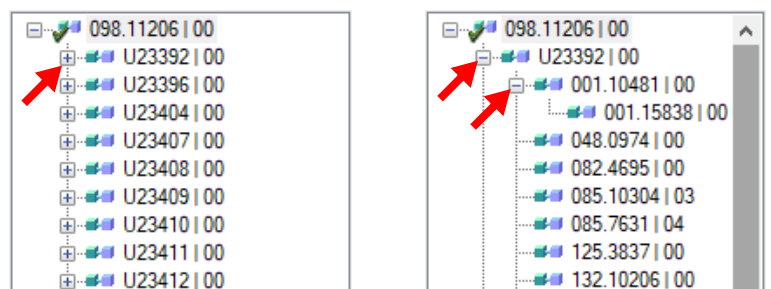 098.11206 | 00
U23392 | 00
U23396 | 00
U23404 | 00
U23407 | 00
U23408 | 00
U23409 | 00
U23410 | 00
U23411 | 00
U23412 | 00
098.11206 | 00
U23392 | 00
001.10481 | 00
001.15838 | 00
048.0974 | 00
082.4695 | 00
085.10304 | 03
085.7631 | 04
125.3837 | 00
132.10206 | 00